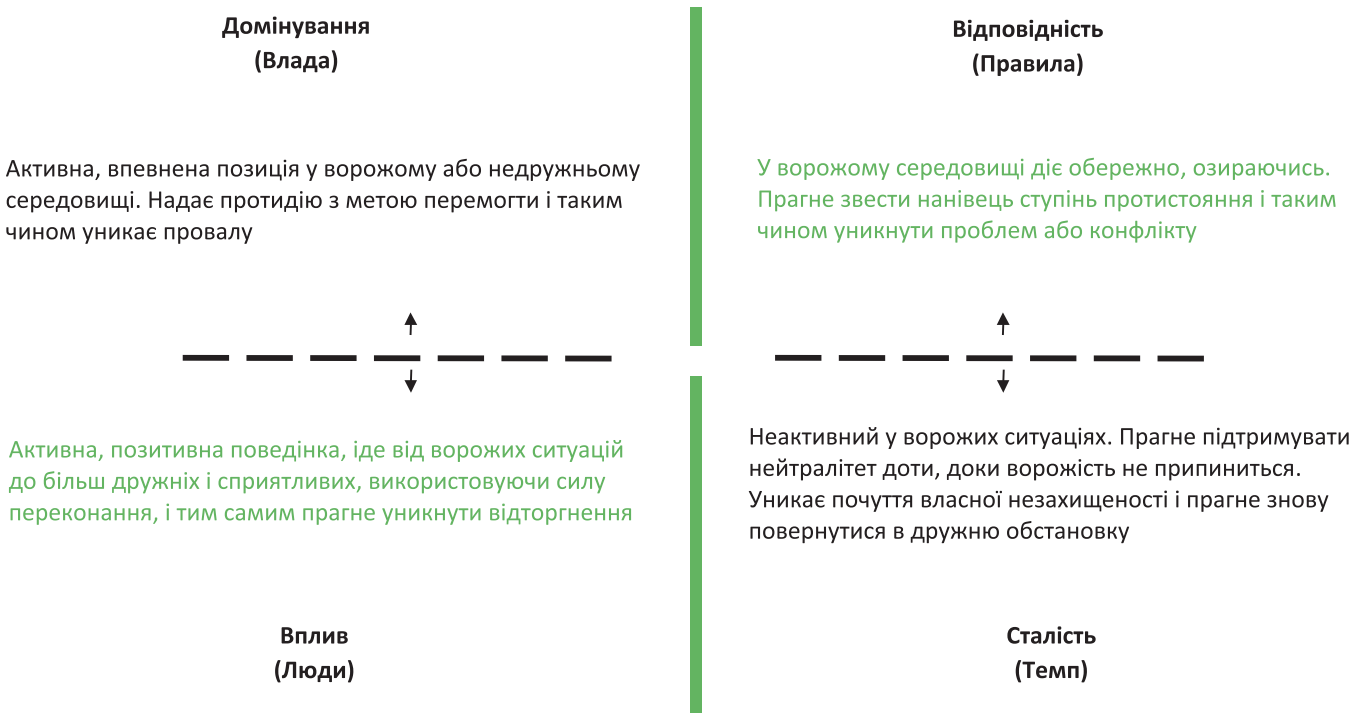 Домінування
(Влада)
Активна, впевнена позиція у ворожому або недружньому
середовищі. Надає протидію з метою перемогти і таким
чином уникає провалу
Відповідність
(Правила)
У ворожому середовищі діє обережно, озираючись.
Прагне звести нанівець ступінь протистояння і таким
чином уникнути проблем або конфлікту
Активна, позитивна поведінка, іде від ворожих ситуацій
до більш дружніх і сприятливих, використовуючи силу
переконання, і тим самим прагне уникнути відторгнення
Вплив
(Люди)
Неактивний у ворожих ситуаціях. Прагне підтримувати
нейтралітет доти, доки ворожість не припиниться.
Уникає почуття власної незахищеності і прагне знову
повернутися в дружню обстановку
Сталість
(Темп)